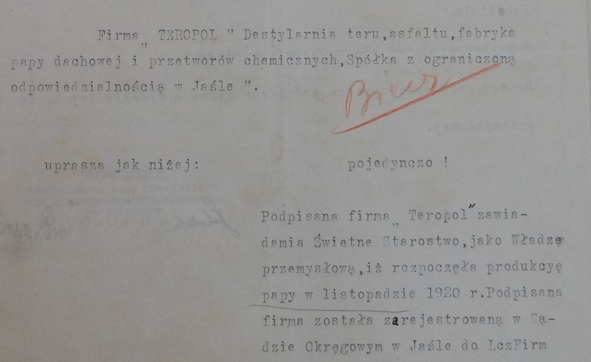 Firma „ TEROPOL " Destylarnia teru,asfaltu,fabryka
papy dachowej i przetworów chemicznych,Spółka z ograniczoną
odpowiedzialnością w Jaśle ".
uprasza jak niżej:
pojedynczo !
Podpisana firma „ Teropol" zawia-
damia Świetne Starostwo,jako Władzę
przemysłową,iż rozpoczęła produkcyę
papy w listopadzie 1920 r.Podpisana
firma została zarejestrowaną w Są-
dzie Okręgowym w Jaśle do LczFirm